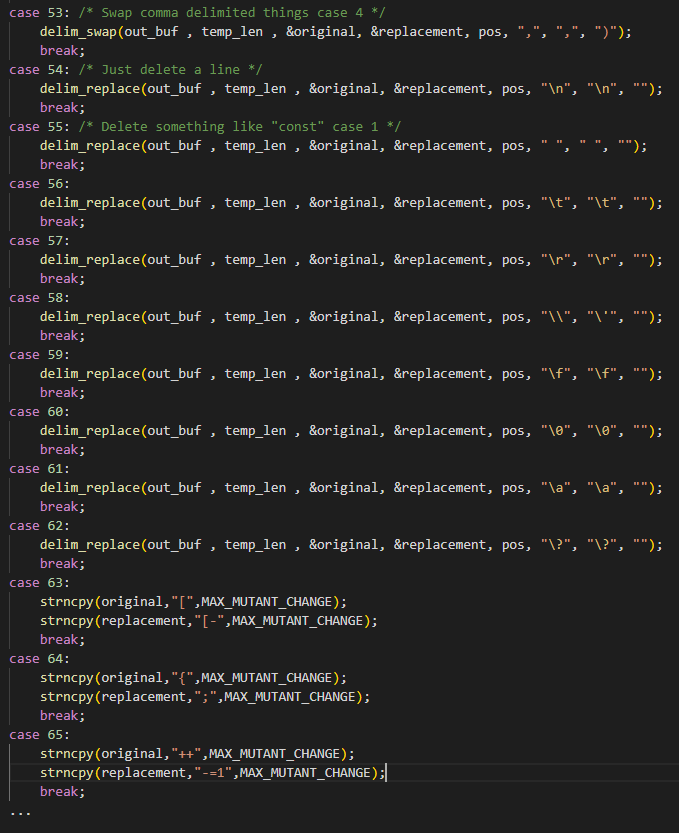 case 53: /* Swap comma delimited things case 4 */
    delim_swap(out_buf , temp_len , &original, &replacement, pos, ",", ",", ")");
    break;
case 54: /* Just delete a line */
    delim_replace(out_buf , temp_len , &original, &replacement, pos, "\n", "\n", "");
    break;
case 55: /* Delete something like "const" case 1 */
    delim_replace(out_buf , temp_len , &original, &replacement, pos, " ", " ", "");
    break;
case 56:
    delim_replace(out_buf , temp_len , &original, &replacement, pos, "\t", "\t", "");
    break;
case 57:
    delim_replace(out_buf , temp_len , &original, &replacement, pos, "\r", "\r", "");
    break;
case 58:
    delim_replace(out_buf , temp_len , &original, &replacement, pos, "\\", "\'", "");
    break;
case 59:
    delim_replace(out_buf , temp_len , &original, &replacement, pos, "\f", "\f", "");
    break;
case 60:
    delim_replace(out_buf , temp_len , &original, &replacement, pos, "\0", "\0", "");
    break;
case 61:
    delim_replace(out_buf , temp_len , &original, &replacement, pos, "\a", "\a", "");
    break;
case 62:
    delim_replace(out_buf , temp_len , &original, &replacement, pos, "\?", "\?", "");
    break;
case 63:
    strncpy(original,"[",MAX_MUTANT_CHANGE);
    strncpy(replacement,"[-",MAX_MUTANT_CHANGE);
    break;
case 64:
    strncpy(original,"{",MAX_MUTANT_CHANGE);
    strncpy(replacement,";",MAX_MUTANT_CHANGE);
    break;
case 65:
    strncpy(original,"++",MAX_MUTANT_CHANGE);
    strncpy(replacement,"-=1",MAX_MUTANT_CHANGE);
    break;
...